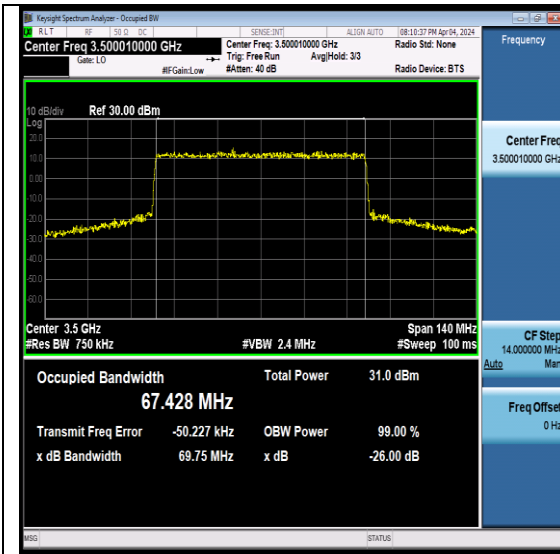 Keysight Spectrum Analyzer - Occupied BW
R L T RF 50 Ω DC SENSE:INT ALIGN AUTO 08:10:37 PM Apr 04, 2024
Center Freq 3.500010000 GHz
Gate: LO
#IFGain:Low
Center Freq: 3.500010000 GHz
Trig: Free Run Avg|Hold: 3/3
#Atten: 40 dB
Radio Std: None
Radio Device: BTS
Frequency
10 dB/div Ref 30.00 dBm
Log
20.0
10.0
0.00
-10.0
-20.0
-30.0
-40.0
-50.0
-60.0
Center Freq
3.500010000 GHz
Center 3.5 GHz Span 140 MHz
#Res BW 750 kHz #VBW 2.4 MHz #Sweep 100 ms
CF Step
14.000000 MHz
Auto Man
Occupied Bandwidth Total Power 31.0 dBm
67.428 MHz
Transmit Freq Error -50.227 kHz OBW Power 99.00 %
x dB Bandwidth 69.75 MHz x dB -26.00 dB
Freq Offset
0 Hz
MSG STATUS